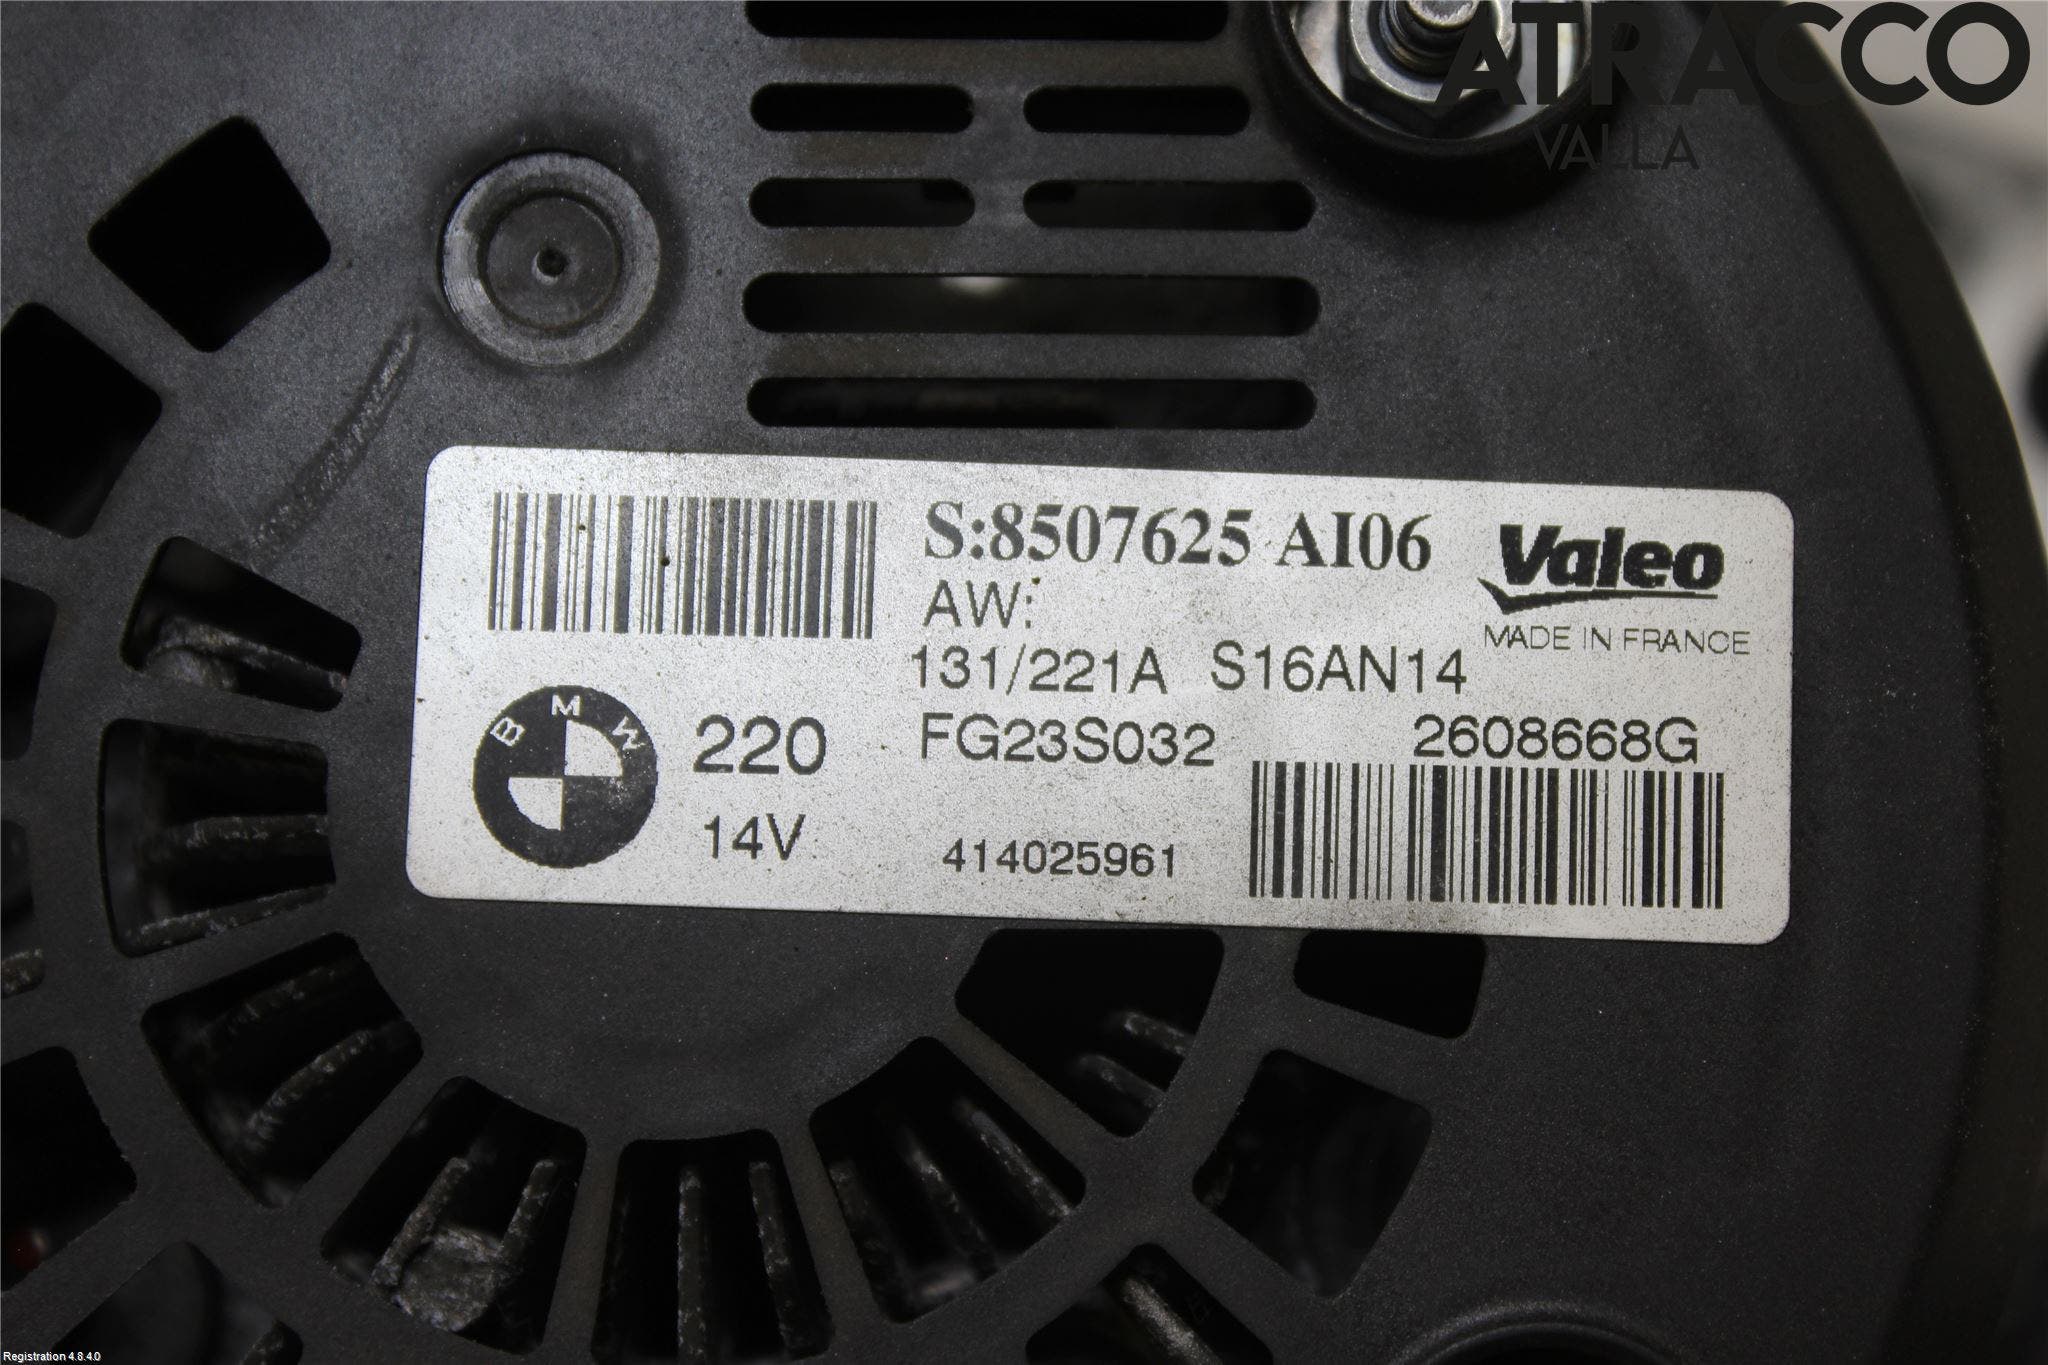 ATRACCO
VALLA
S:8507625 AI06
Valeo
AW:
MADE IN FRANCE
131/221A S16AN14
BMW
220
FG23S032
2608668G
14V
414025961
Registration 4.8.4.0